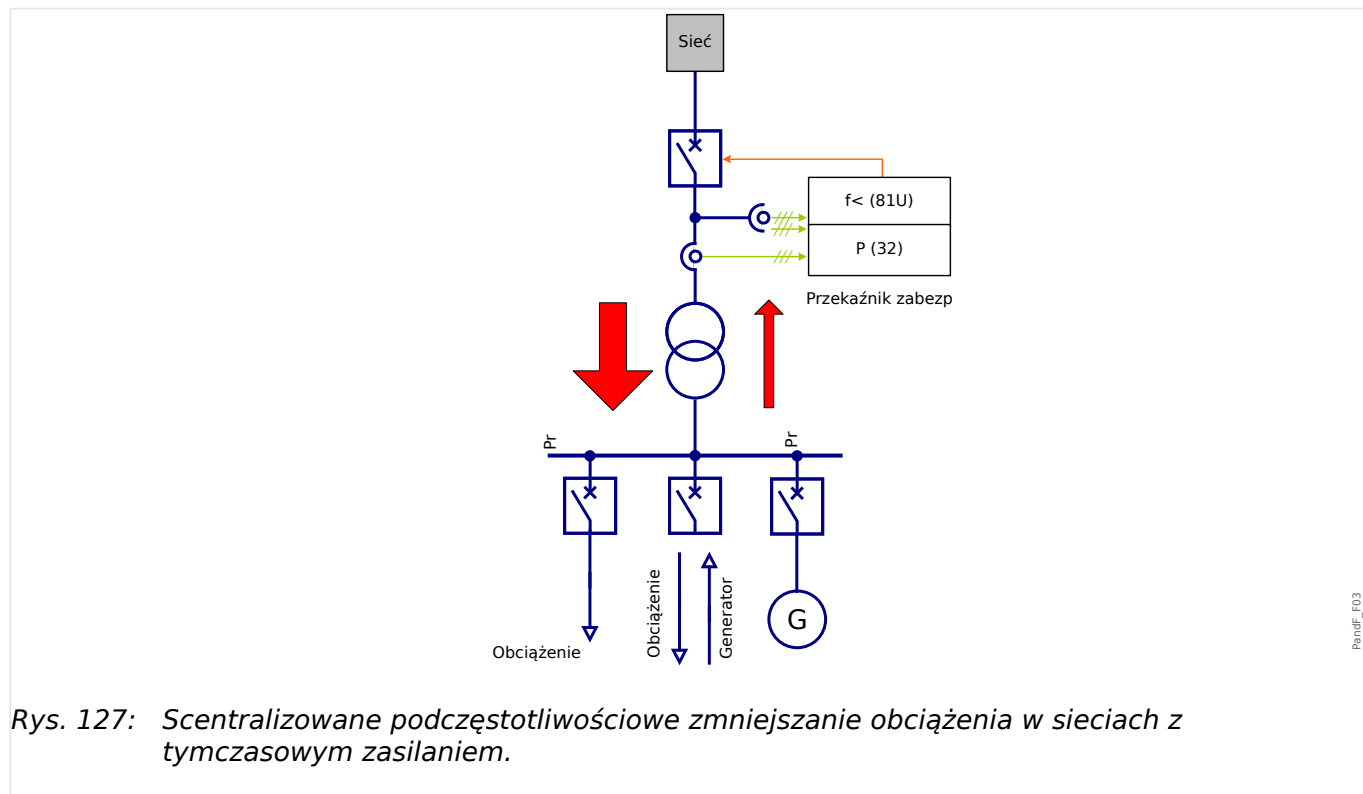 Sieć
f< (81U)
P (32)
Przekaźnik zabezp
Pr
Pr
Obciążenie
Obciążenie
Generator
G
PandF_F03
Rys. 127: Scentralizowane podczęstotliwościowe zmniejszanie obciążenia w sieciach z
tymczasowym zasilaniem.